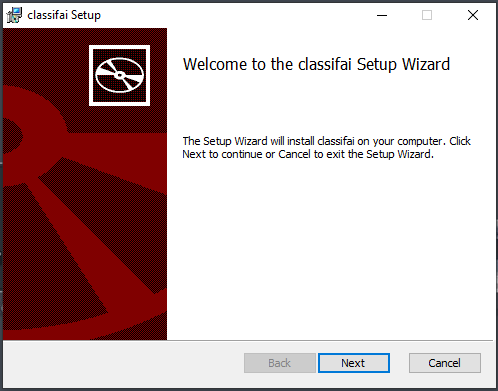 classifai Setup
Welcome to the classifai Setup Wizard
The Setup Wizard will install classifai on your computer. Click
Next to continue or Cancel to exit the Setup Wizard.
Back
Next
Cancel